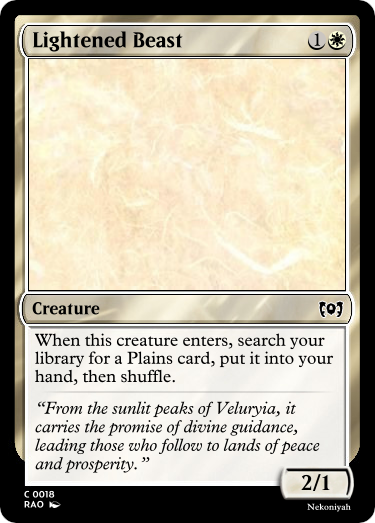 Lightened Beast 1
Creature
When this creature enters, search your
library for a Plains card, put it into your
hand, then shuffle.
“From the sunlit peaks of Veluryia, it
carries the promise of divine guidance,
leading those who follow to lands of peace
and prosperity.”
2/1
C 0018
RAO
Nekoniyah